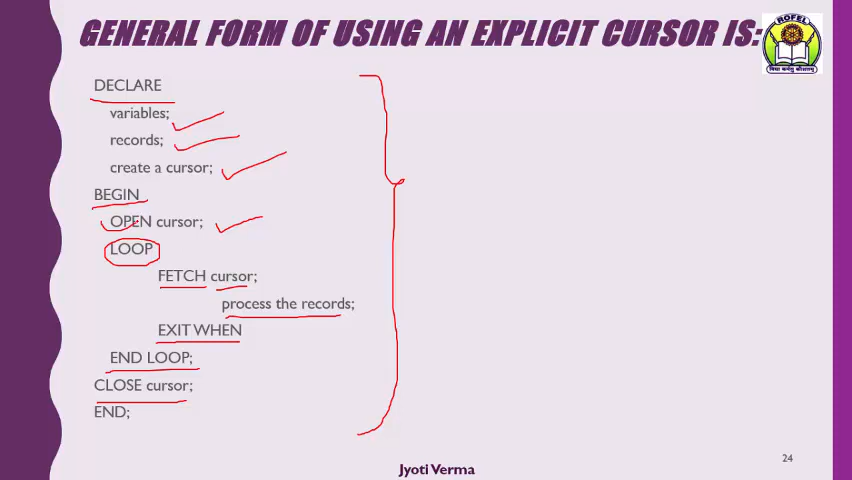 GENERAL FORM OF USING AN EXPLICIT CURSOR IS:
ROFEL
DECLARE
variables;
records;
create a cursor;
BEGIN
OPEN cursor;
LOOP
FETCH cursor;
process the records;
EXIT WHEN
END LOOP;
CLOSE cursor;
END;
24
Jyoti Verma